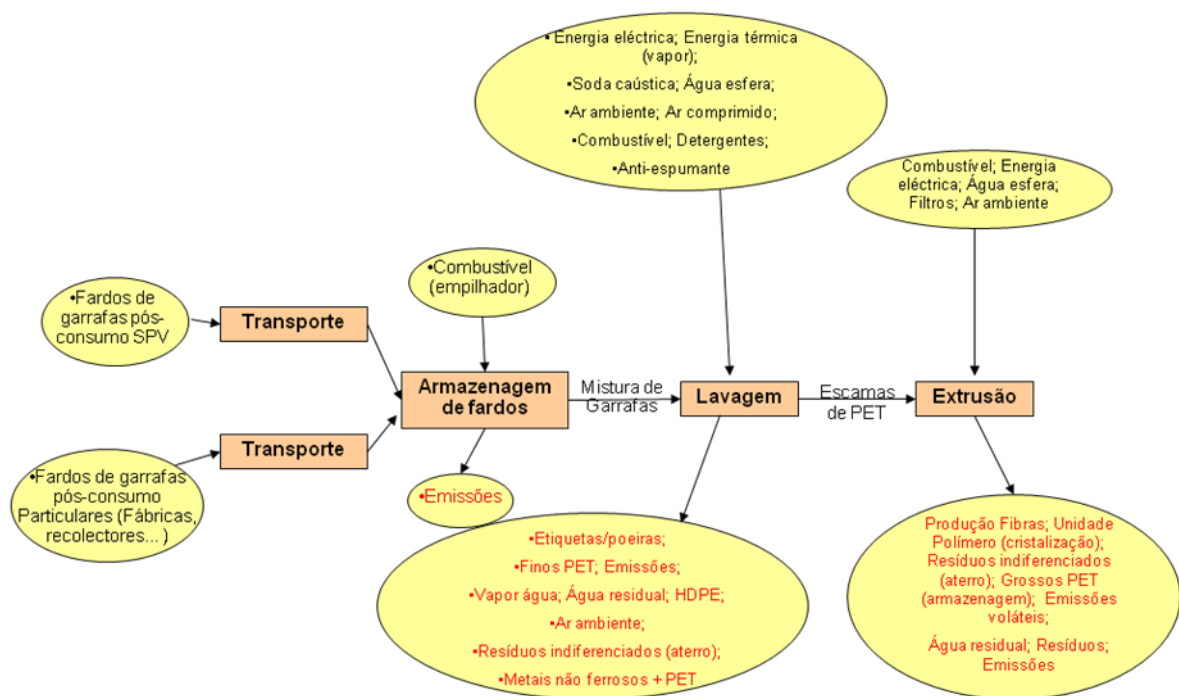 •Energia eléctrica; Energia térmica
(vapor);
•Soda caústica; Água esfera;
•Ar ambiente; Ar comprimido;
•Combustível; Detergentes;
•Anti-espumante
Combustível; Energia
eléctrica; Água esfera;
Filtros; Ar ambiente
•Combustível
(empilhador)
•Fardos de
garrafas pós-
consumo SPV
Transporte
Armazenagem
de fardos
Mistura de
Garrafas
Lavagem
Escamas
de PET
Extrusão
Transporte
•Fardos de garrafas
pós-consumo
Particulares (Fábricas,
recolectores... )
•Emissões
•Etiquetas/poeiras;
•Finos PET; Emissões;
•Vapor água; Água residual; HDPE;
•Ar ambiente;
•Resíduos indiferenciados (aterro);
•Metais não ferrosos + PET
Produção Fibras; Unidade
Polímero (cristalização);
Resíduos indiferenciados
(aterro); Grossos PET
(armazenagem); Emissões
voláteis;
Água residual; Resíduos;
Emissões